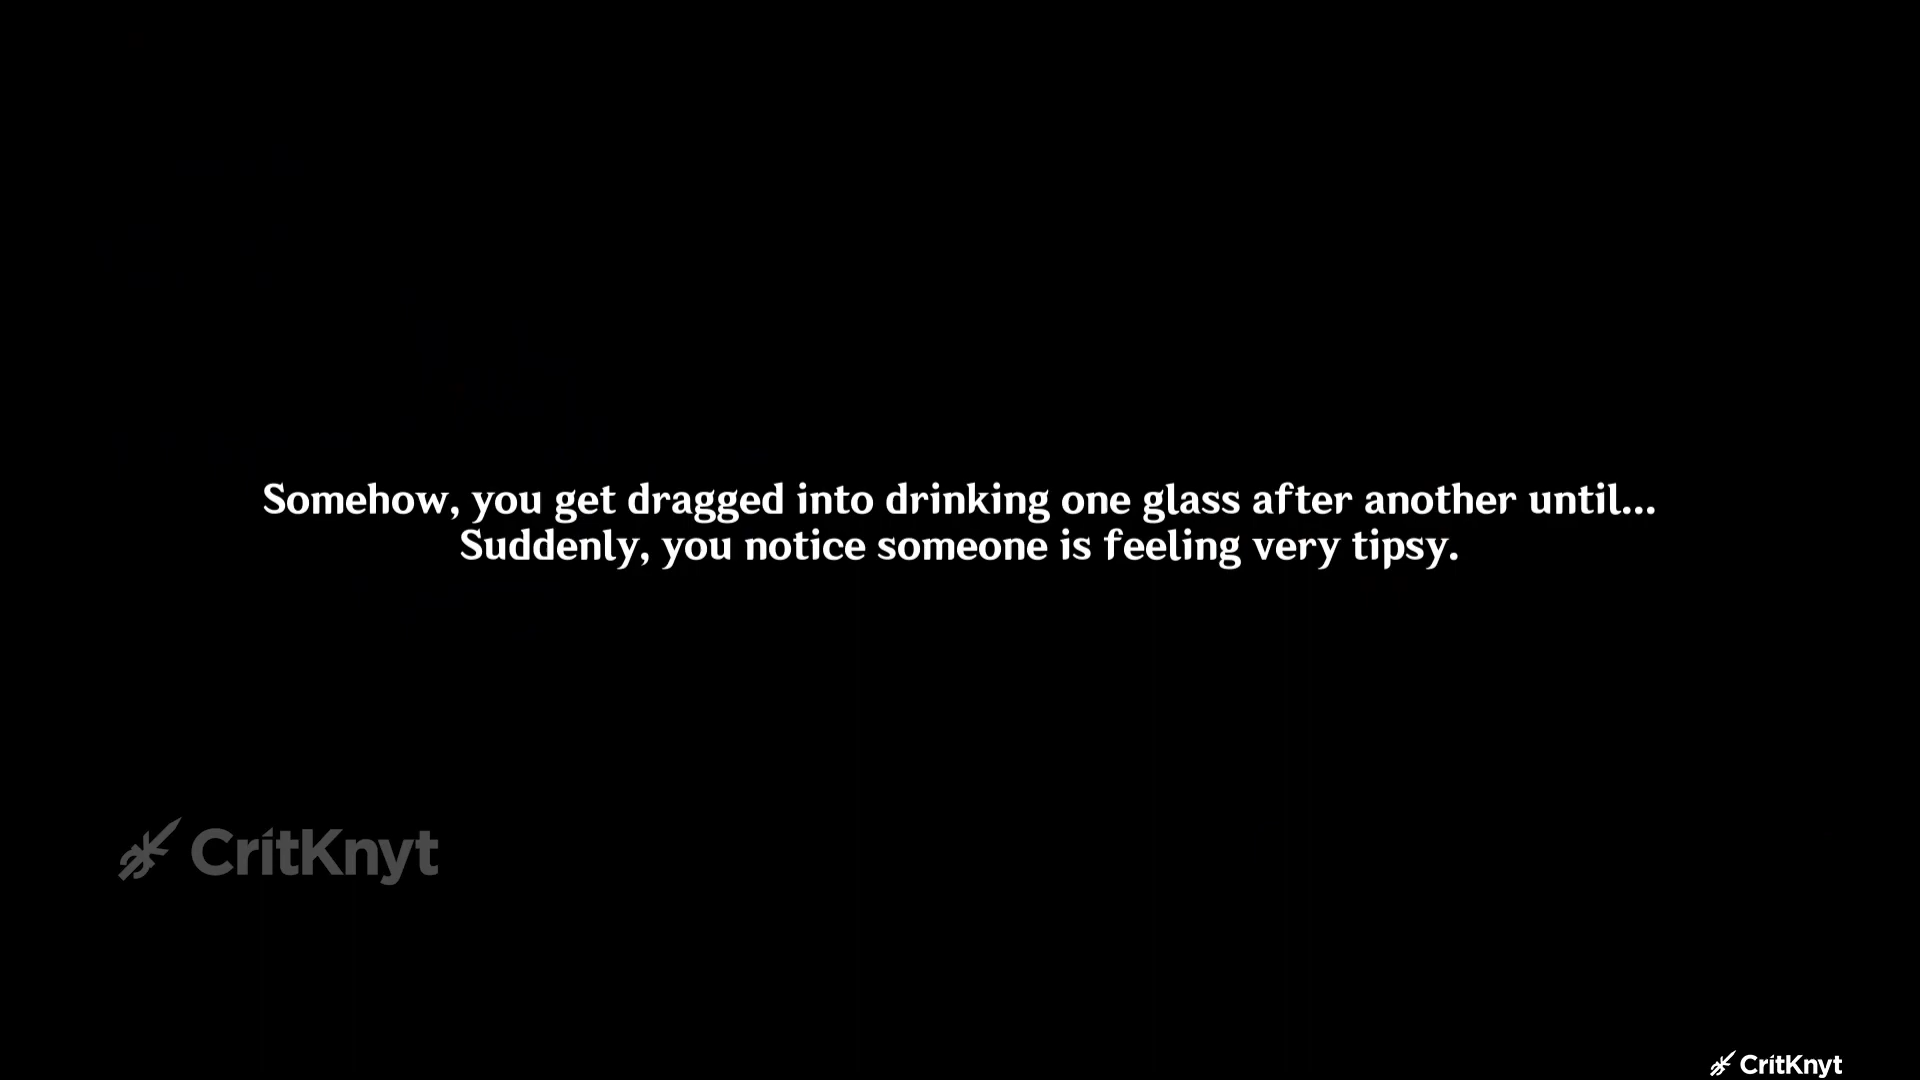 Somehow, you get dragged into drinking one glass after another until...
Suddenly, you notice someone is feeling very tipsy.
CritKnyt
CritKnyt